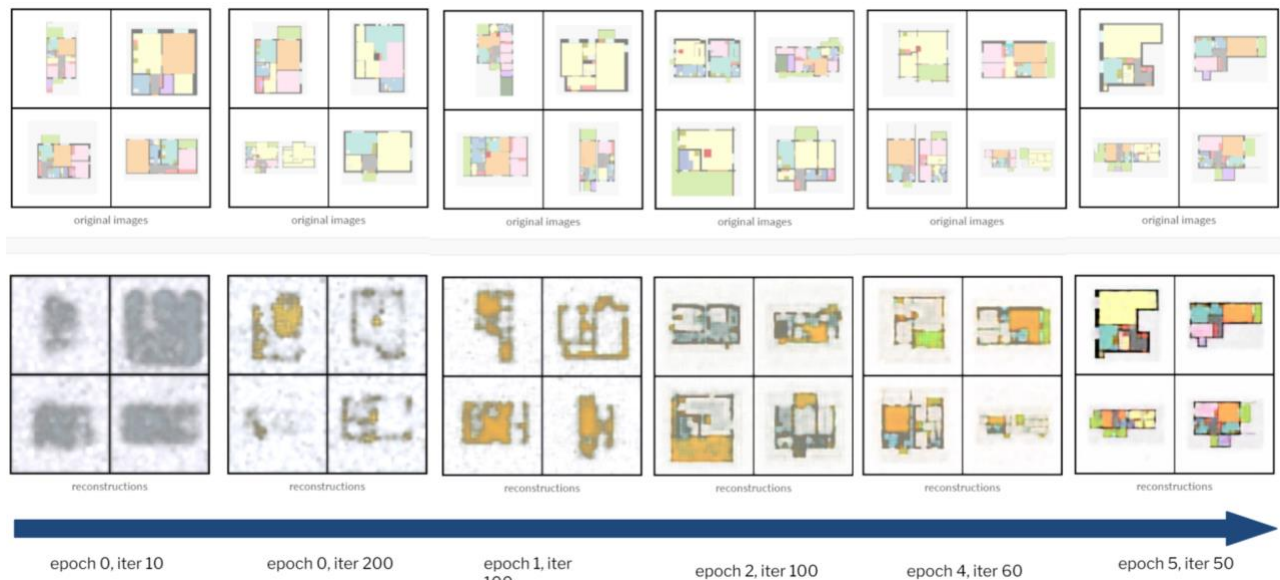 original images
original images
original images
original images
original images
original images
reconstructions
reconstructions
reconstructions
reconstructions
reconstructions
reconstructions
epoch 0, iter 10
epoch 0, iter 200
epoch 1, iter
epoch 2, iter 100
epoch 4, iter 60
epoch 5, iter 50